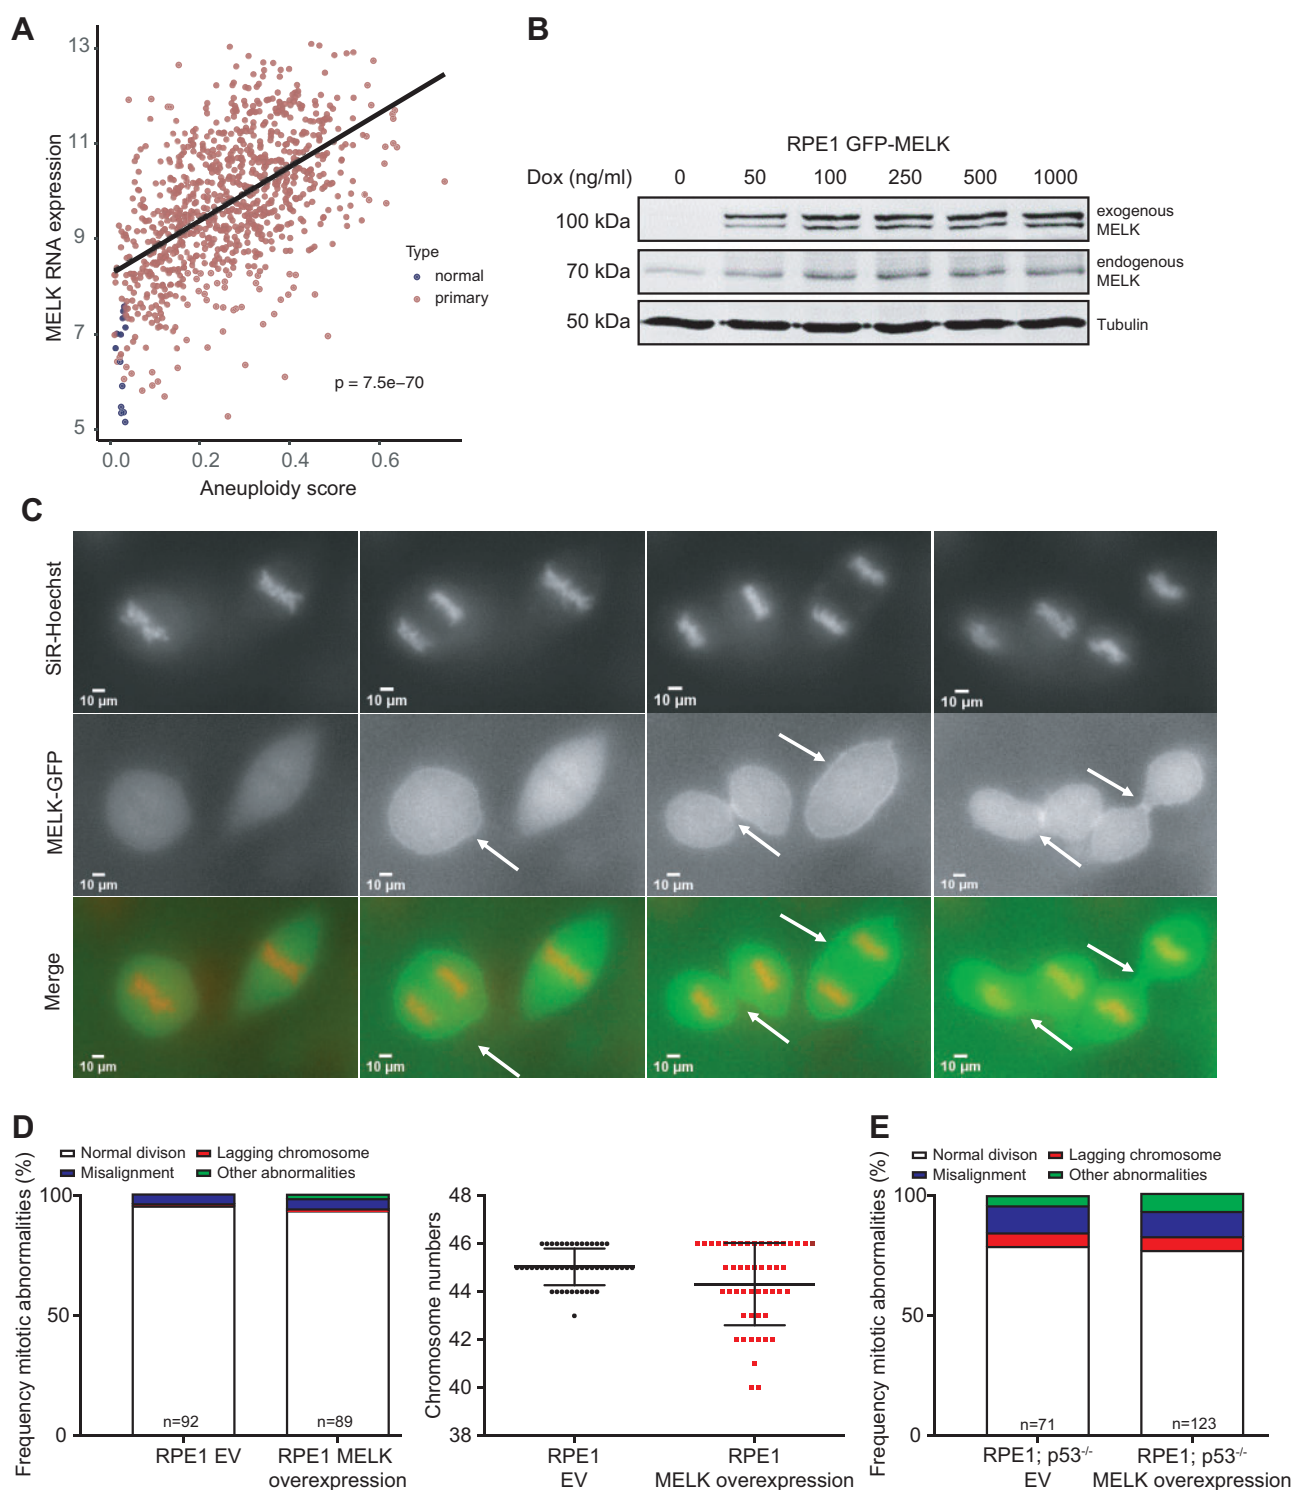 A
MELK RNA expression
13
11
9
7
5
0.0 0.2 0.4 0.6
Aneuploidy score
Type
normal
primary
p = 7.5e−70
B
RPE1 GFP-MELK
Dox (ng/ml) 0 50 100 250 500 1000
100 kDa
exogenous
MELK
70 kDa
endogenous
MELK
50 kDa
Tubulin
C
SiR-Hoechst
10 µm 10 µm 10 µm 10 µm
MELK-GFP
10 µm 10 µm 10 µm 10 µm
Merge
10 µm 10 µm 10 µm 10 µm
D
Normal divison Lagging chromosome
Misalignment Other abnormalities
Frequency mitotic abnormalities (%)
100
50
0
n=92 n=89
RPE1 EV
RPE1 MELK
overexpression
Chromosome numbers
48
46
44
42
40
38
RPE1
EV
RPE1
MELK overexpression
E
Normal divison Lagging chromosome
Misalignment Other abnormalities
Frequency mitotic abnormalities (%)
100
50
0
n=71 n=123
RPE1; p53-/-
EV
RPE1; p53-/-
MELK overexpression